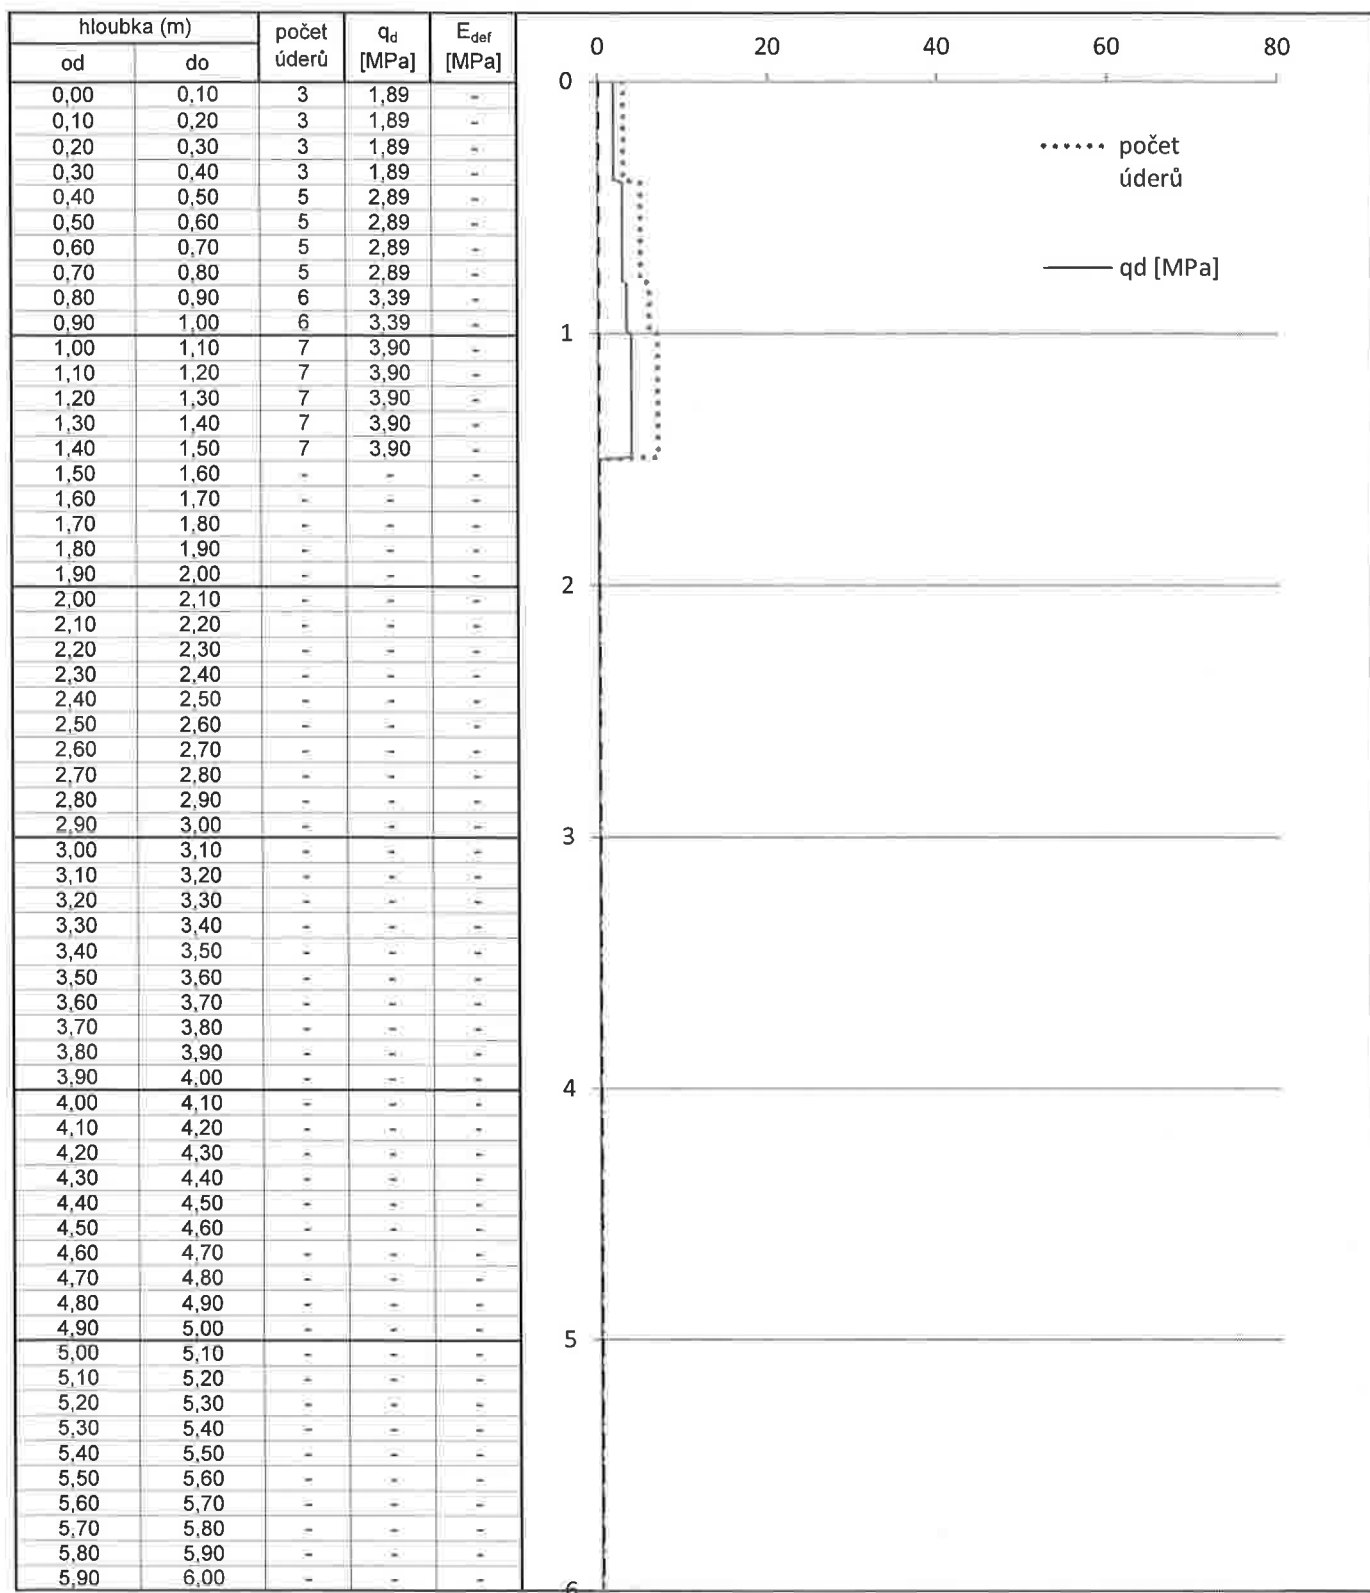 hloubka (m) počet úderů qd [MPa] Edef [MPa]
od do
0,00 0,10 3 1,89 -
0,10 0,20 3 1,89 -
0,20 0,30 3 1,89 -
0,30 0,40 3 1,89 -
0,40 0,50 5 2,89 -
0,50 0,60 5 2,89 -
0,60 0,70 5 2,89 -
0,70 0,80 5 2,89 -
0,80 0,90 6 3,39 -
0,90 1,00 6 3,39 -
1,00 1,10 7 3,90 -
1,10 1,20 7 3,90 -
1,20 1,30 7 3,90 -
1,30 1,40 7 3,90 -
1,40 1,50 7 3,90 -
1,50 1,60 - - -
1,60 1,70 - - -
1,70 1,80 - - -
1,80 1,90 - - -
1,90 2,00 - - -
2,00 2,10 - - -
2,10 2,20 - - -
2,20 2,30 - - -
2,30 2,40 - - -
2,40 2,50 - - -
2,50 2,60 - - -
2,60 2,70 - - -
2,70 2,80 - - -
2,80 2,90 - - -
2,90 3,00 - - -
3,00 3,10 - - -
3,10 3,20 - - -
3,20 3,30 - - -
3,30 3,40 - - -
3,40 3,50 - - -
3,50 3,60 - - -
3,60 3,70 - - -
3,70 3,80 - - -
3,80 3,90 - - -
3,90 4,00 - - -
4,00 4,10 - - -
4,10 4,20 - - -
4,20 4,30 - - -
4,30 4,40 - - -
4,40 4,50 - - -
4,50 4,60 - - -
4,60 4,70 - - -
4,70 4,80 - - -
4,80 4,90 - - -
4,90 5,00 - - -
5,00 5,10 - - -
5,10 5,20 - - -
5,20 5,30 - - -
5,30 5,40 - - -
5,40 5,50 - - -
5,50 5,60 - - -
5,60 5,70 - - -
5,70 5,80 - - -
5,80 5,90 - - -
5,90 6,00 - - -
0 20 40 60 80
0
počet
úderů
qd [MPa]
1
2
3
4
5
6